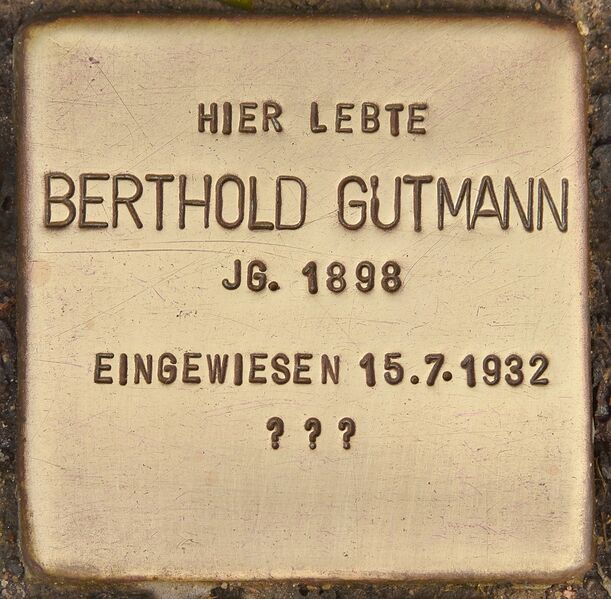 HIER LEBTE
BERTHOLD GUTMANN
JG. 1898
EINGEWIESEN 15.7.1932
? ? ?